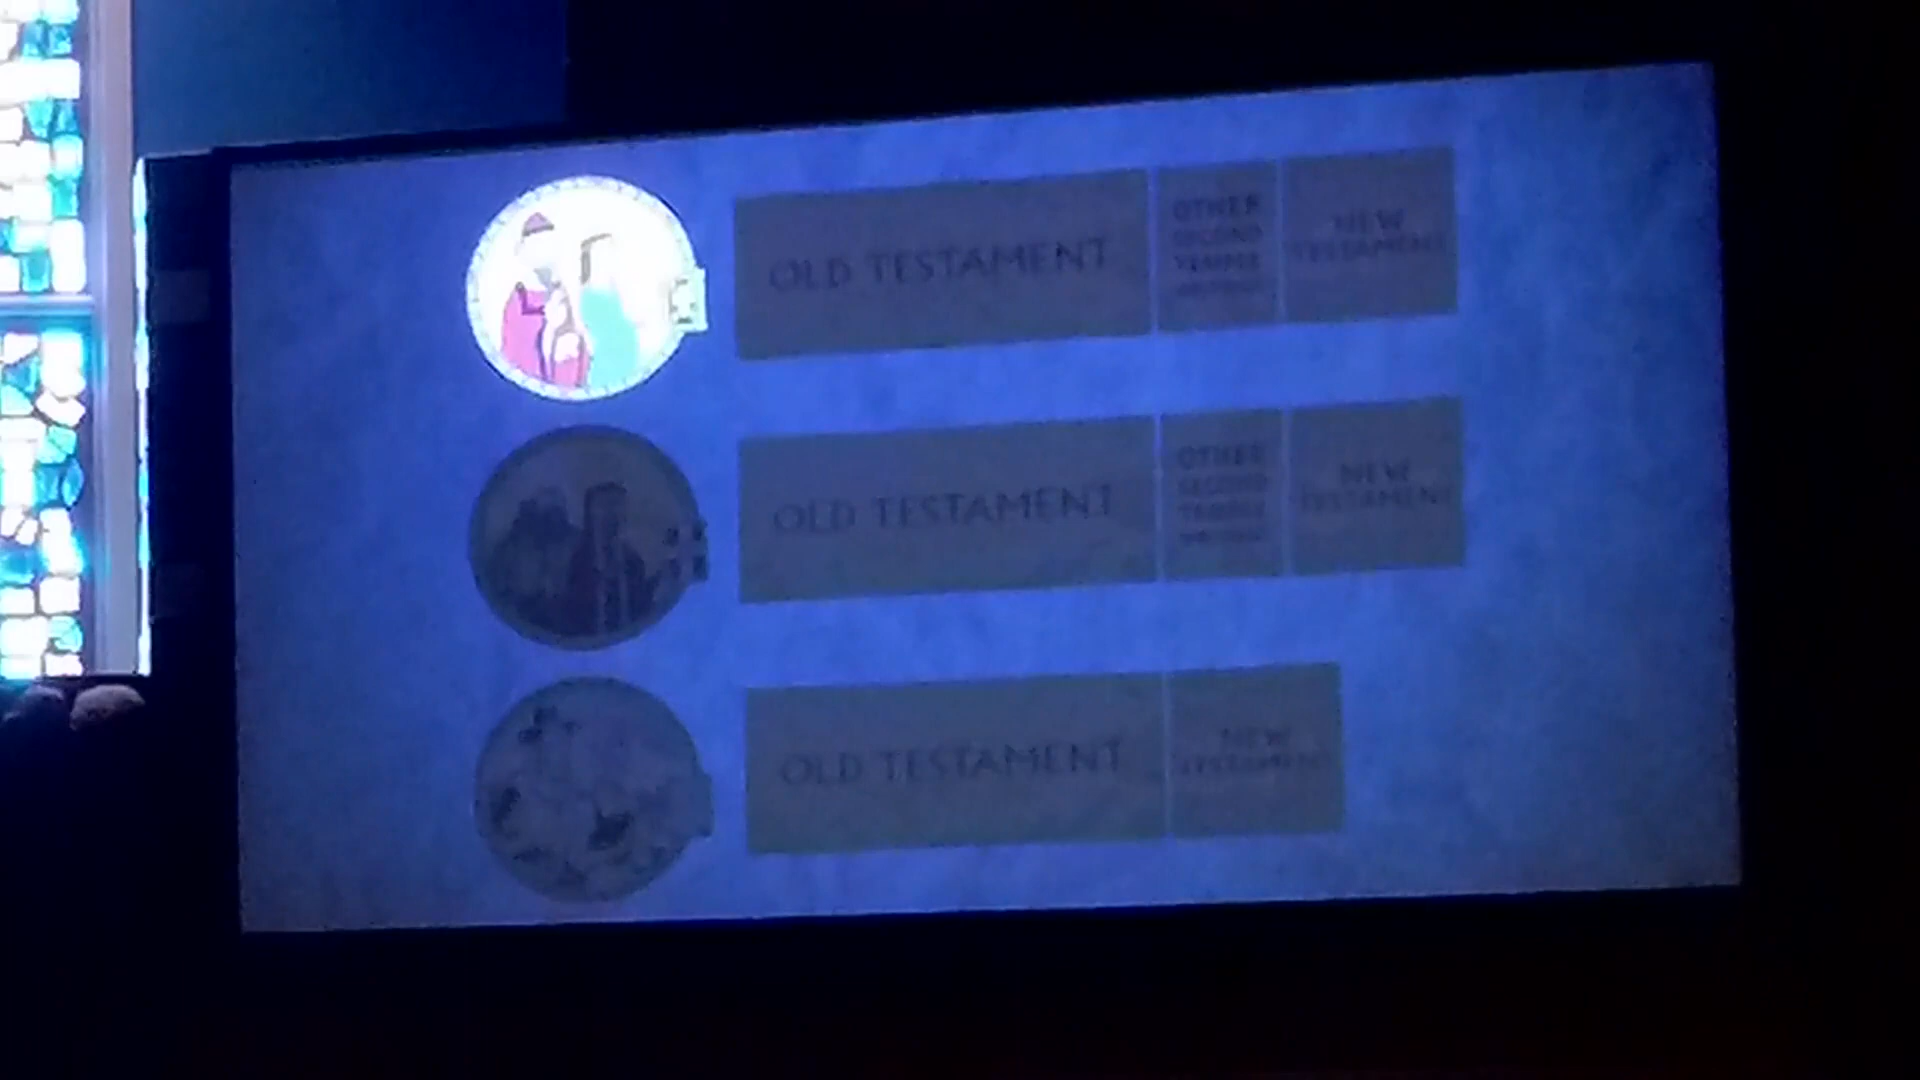 OLD TESTAMENT
OTHER
SECOND
TEMPLE
NEW
TESTAMENT
OLD TESTAMENT
OTHER
SECOND
TEMPLE
NEW
TESTAMENT
OLD TESTAMENT
NEW
TESTAMENT